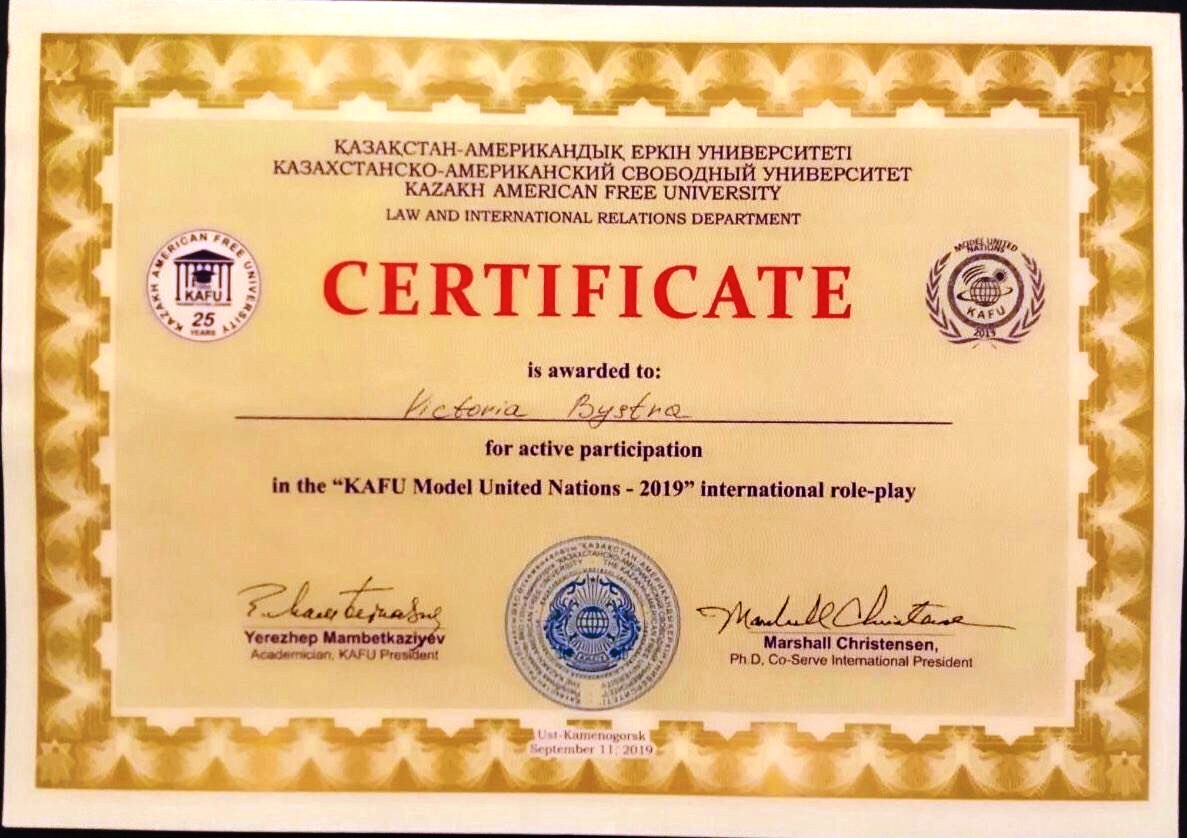 ҚАЗАҚСТАН-АМЕРИКАНДЫҚ ЕРКІН УНИВЕРСИТЕТІ
КАЗАХСТАНСКО-АМЕРИКАНСКИЙ СВОБОДНЫЙ УНИВЕРСИТЕТ
KAZAKH AMERICAN FREE UNIVERSITY
LAW AND INTERNATIONAL RELATIONS DEPARTMENT
KAZAKH AMERICAN FREE UNIVERSITY
KAFU
25
YEARS
CERTIFICATE
MODEL UNITED
NATIONS
KAFU
2019
is awarded to:
Victoria Bystra
for active participation
in the “KAFU Model United Nations - 2019” international role-play
Yerezhep Mambetkaziyev
Academician, KAFU President
Marshall Christensen
Marshall Christensen,
Ph.D, Co-Serve International President
Ust-Kamenogorsk
September 11, 2019